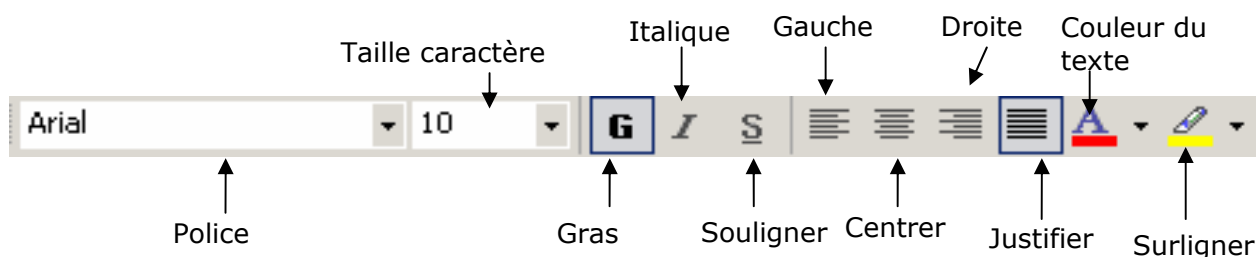 Italique Gauche Droite Couleur du
Taille caractère texte
Arial 10 G I S A
Police Gras Souligner Centrer Justifier Surligner